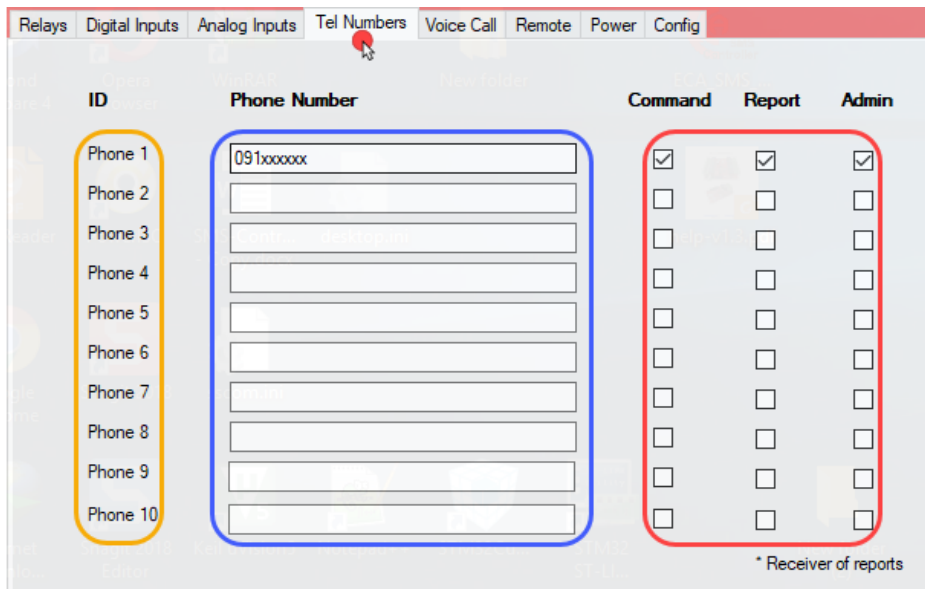 Relays Digital Inputs Analog Inputs Tel Numbers Voice Call Remote Power Config
ID Phone Number Command Report Admin
Phone 1 091xxxxxx
Phone 2
Phone 3
Phone 4
Phone 5
Phone 6
Phone 7
Phone 8
Phone 9
Phone 10
* Receiver of reports